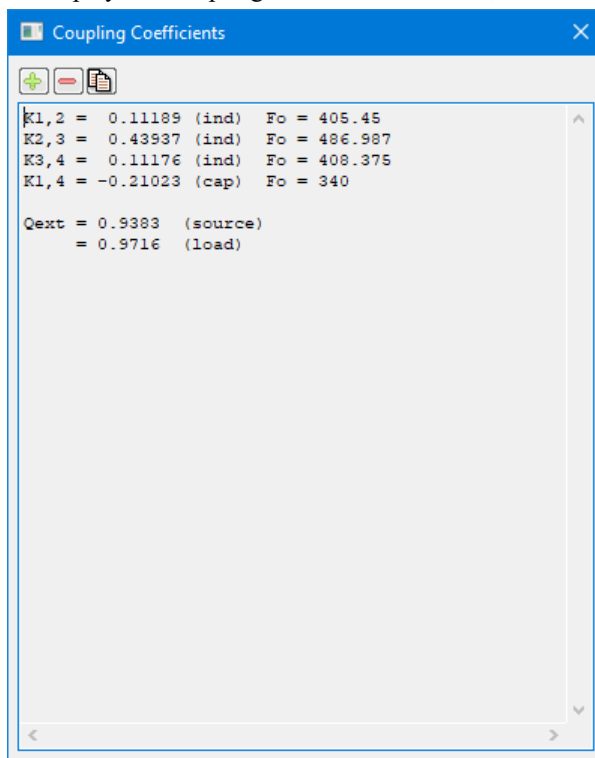 Coupling Coefficients
K1,2 =  0.11189 (ind)  Fo = 405.45
K2,3 =  0.43937 (ind)  Fo = 486.987
K3,4 =  0.11176 (ind)  Fo = 408.375
K1,4 = -0.21023 (cap)  Fo = 340
Qext = 0.9383  (source)
     = 0.9716  (load)